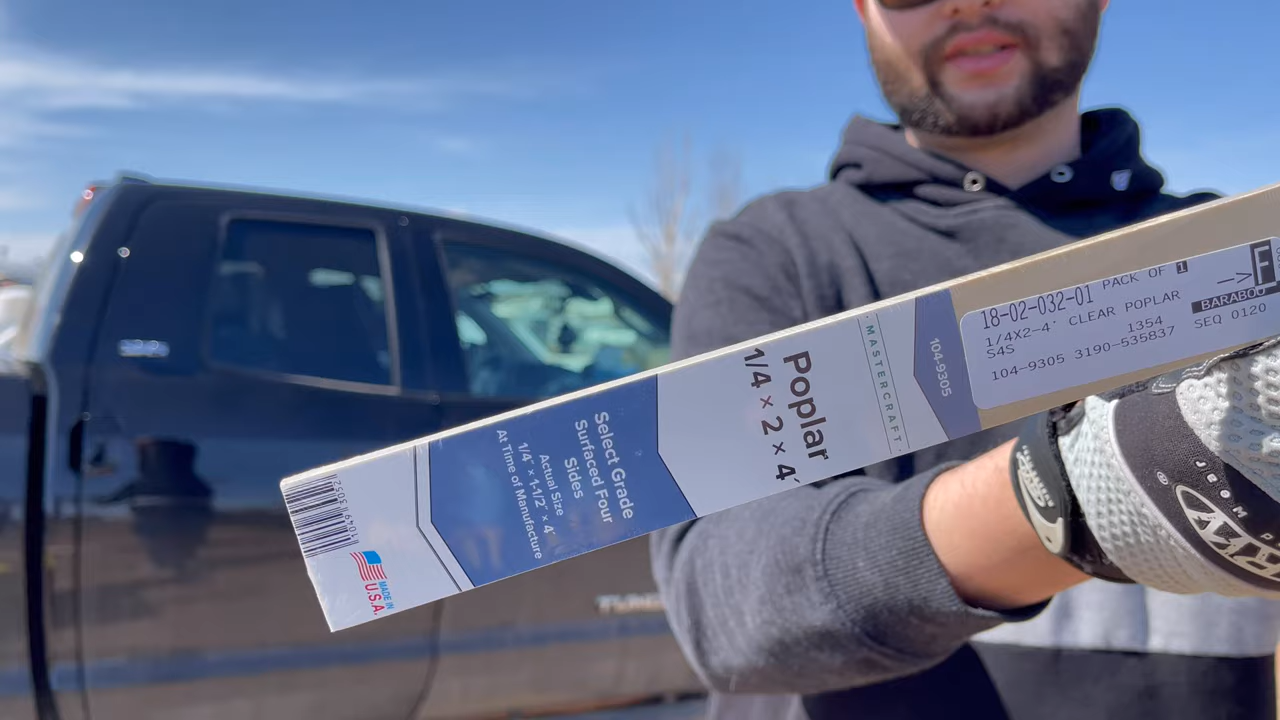 18-02-032-01 PACK OF 1
1/4X2-4' CLEAR POPLAR
S4S 1354
104-9305 3190-535837
-->F
BARABOO
SEQ 0120
104-9305
MASTERCRAFT
Poplar
1/4 × 2 × 4'
Select Grade
Surfaced Four
Sides
Actual Size
1/4" × 1-1/2" × 4'
At Time of Manufacture
MADE IN
U.S.A.